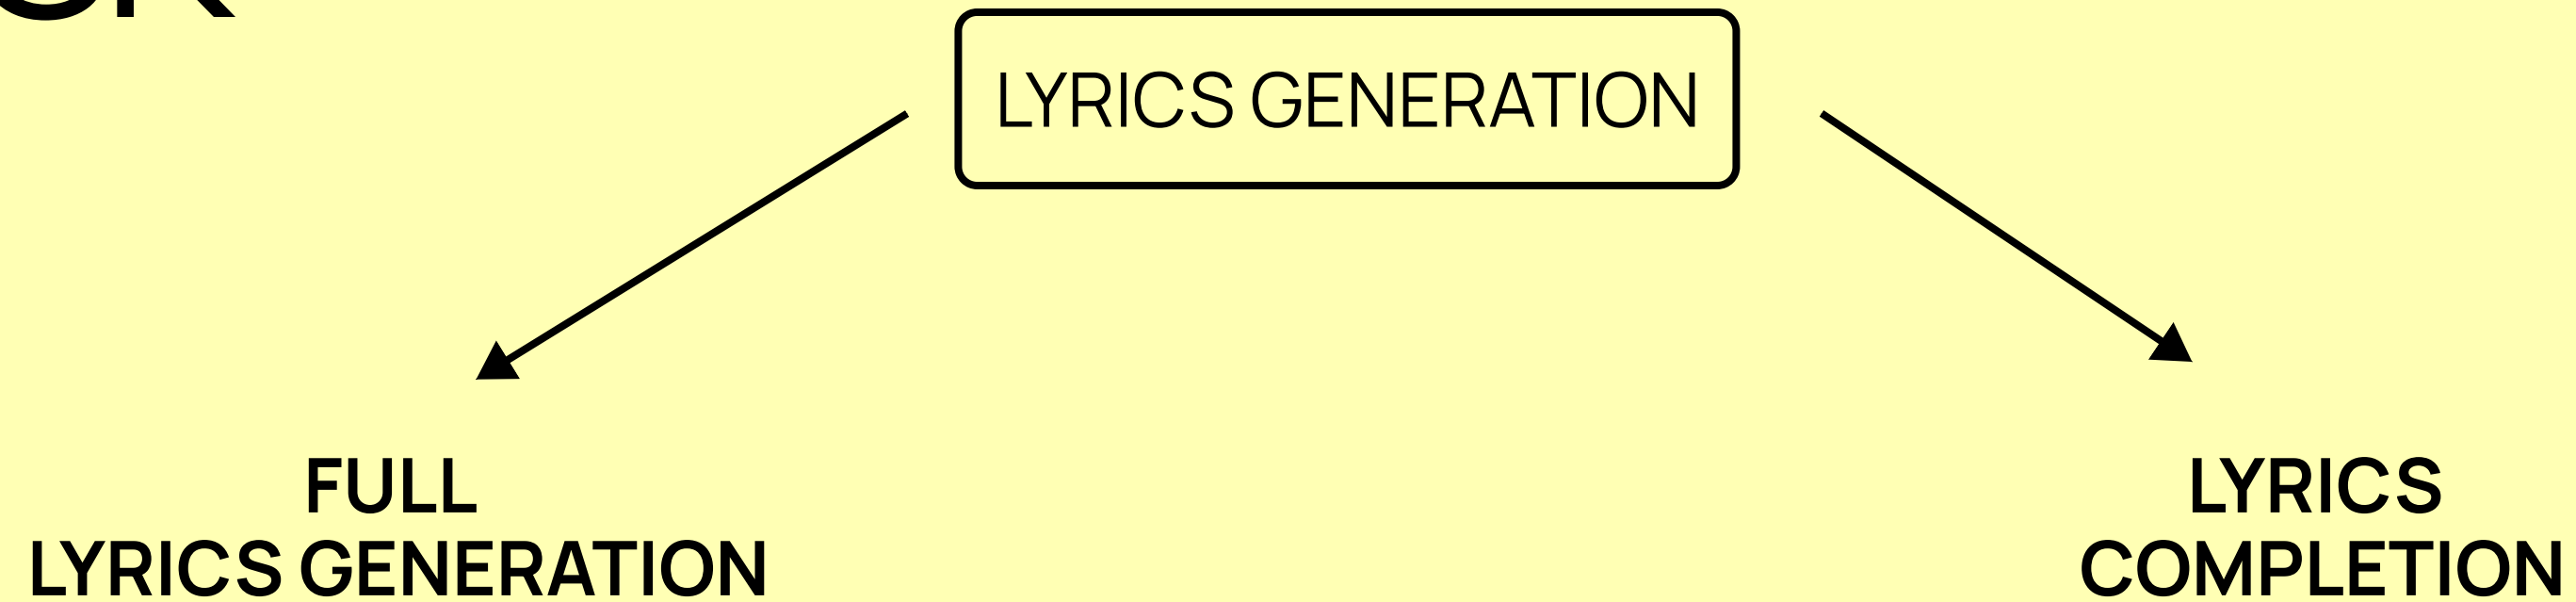 LYRICS GENERATION
FULL
LYRICS GENERATION
LYRICS
COMPLETION